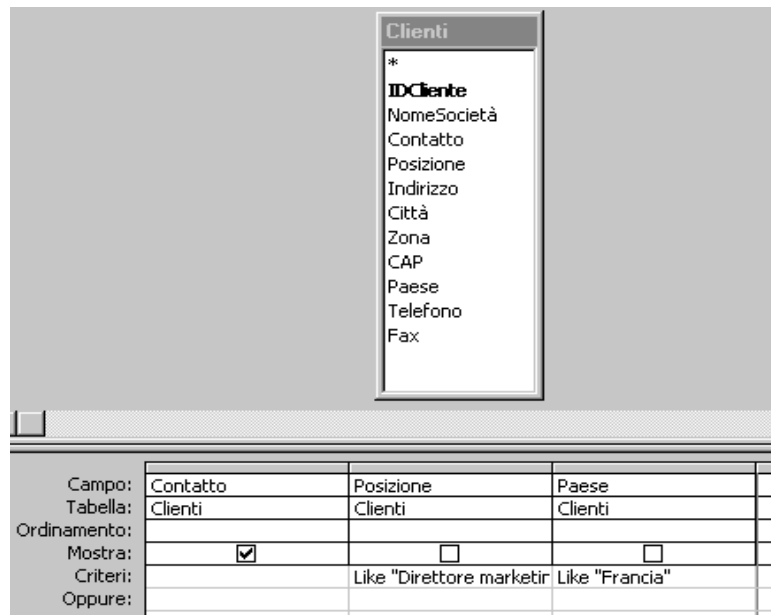 Clienti
*
IDCliente
NomeSocietà
Contatto
Posizione
Indirizzo
Città
Zona
CAP
Paese
Telefono
Fax
Campo: Contatto Posizione Paese
Tabella: Clienti Clienti Clienti
Ordinamento:
Mostra:
Criteri: Like "Direttore marketir Like "Francia"
Oppure: